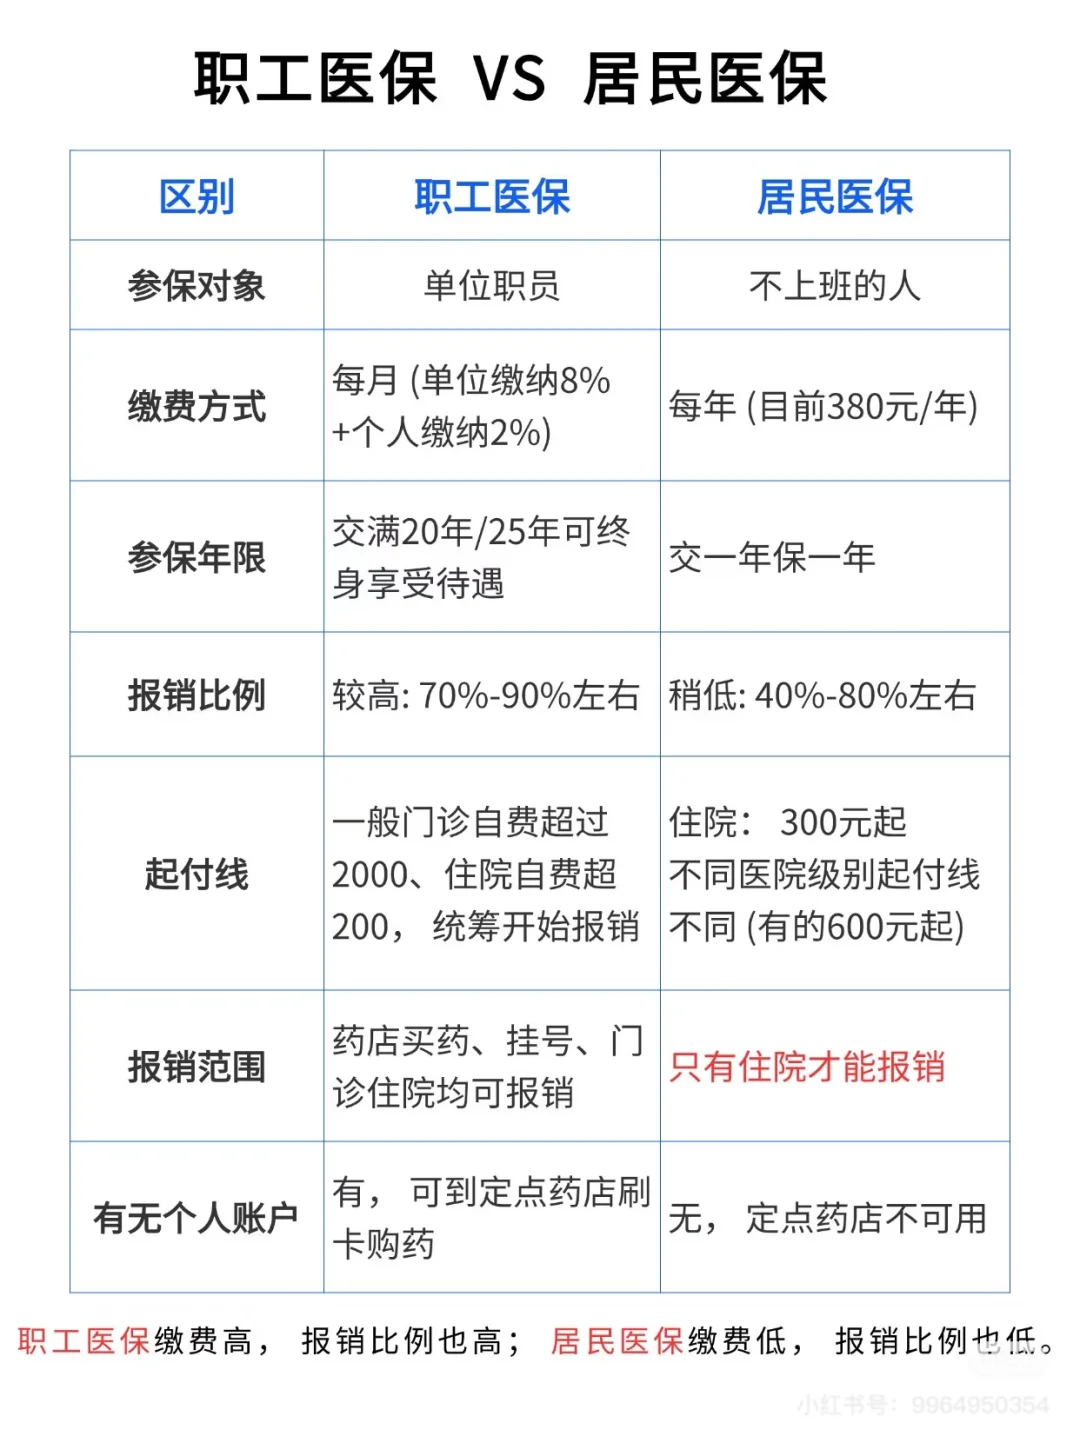 职工医保 VS 居民医保
区别 职工医保 居民医保
参保对象 单位职员 不上班的人
缴费方式
每月 (单位缴纳8%
+个人缴纳2%)
每年 (目前380元/年)
参保年限
交满20年/25年可终
身享受待遇
交一年保一年
报销比例 较高: 70%-90%左右 稍低: 40%-80%左右
起付线
一般门诊自费超过
2000、住院自费超
200， 统筹开始报销
住院： 300元起
不同医院级别起付线
不同 (有的600元起)
报销范围
药店买药、挂号、门
诊住院均可报销
只有住院才能报销
有无个人账户
有， 可到定点药店刷
卡购药
无， 定点药店不可用
职工医保缴费高， 报销比例也高； 居民医保缴费低， 报销比例也低。
小红书号：9964950354